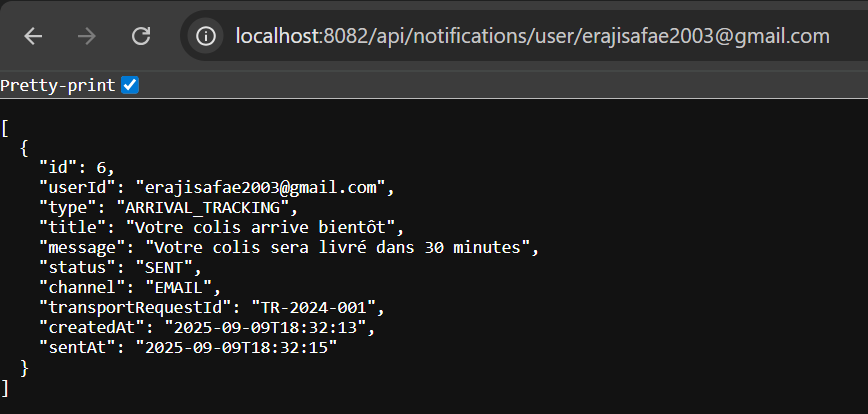 localhost:8082/api/notifications/user/erajisafae2003@gmail.com
Pretty-print
[
  {
    "id": 6,
    "userId": "erajisafae2003@gmail.com",
    "type": "ARRIVAL_TRACKING",
    "title": "Votre colis arrive bientôt",
    "message": "Votre colis sera livré dans 30 minutes",
    "status": "SENT",
    "channel": "EMAIL",
    "transportRequestId": "TR-2024-001",
    "createdAt": "2025-09-09T18:32:13",
    "sentAt": "2025-09-09T18:32:15"
  }
]